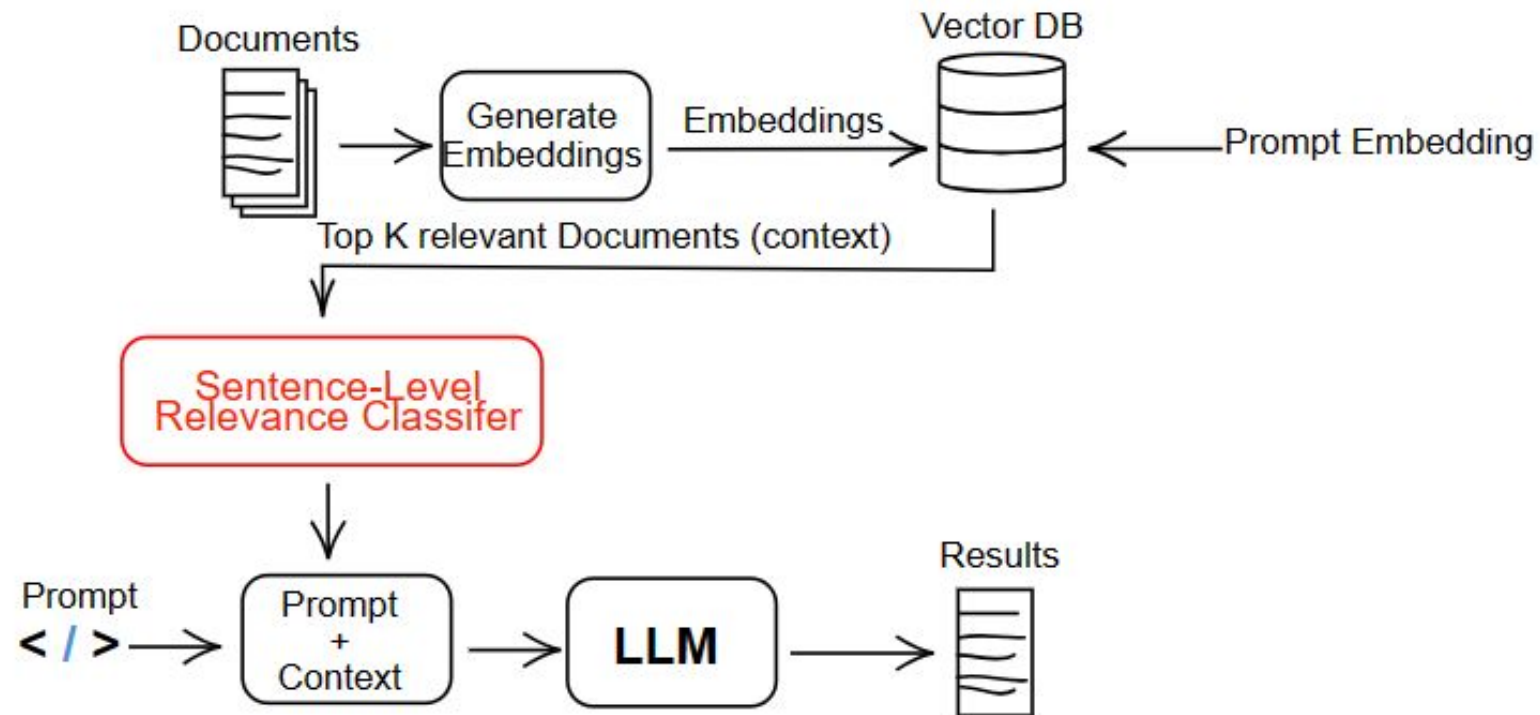 Documents
Vector DB
Generate
Embeddings
Embeddings
Prompt Embedding
Top K relevant Documents (context)
Sentence-Level
Relevance Classifer
Prompt
< / >
Prompt
+
Context
LLM
Results